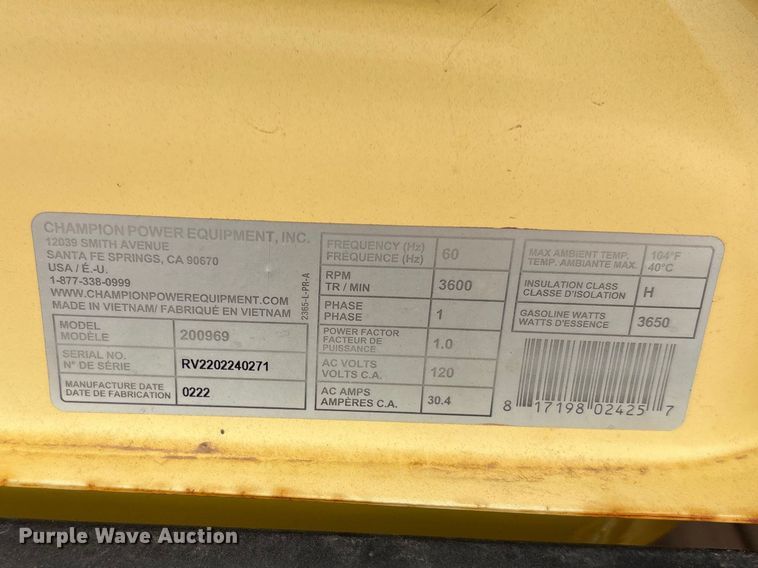 CHAMPION POWER EQUIPMENT, INC.
12039 SMITH AVENUE
SANTA FE SPRINGS, CA 90670
USA / É.-U.
1-877-338-0999
WWW.CHAMPIONPOWEREQUIPMENT.COM
MADE IN VIETNAM/ FABRIQUÉ EN VIETNAM
2365-L-PR-A
MODEL
MODÈLE
200969
SERIAL NO.
N° DE SÉRIE
RV2202240271
MANUFACTURE DATE
DATE DE FABRICATION
0222
FREQUENCY (Hz)
FRÉQUENCE (Hz)
60
RPM
TR / MIN
3600
PHASE
PHASE
1
POWER FACTOR
FACTEUR DE
PUISSANCE
1.0
AC VOLTS
VOLTS C.A.
120
AC AMPS
AMPÈRES C.A.
30.4
MAX AMBIENT TEMP.
TEMP. AMBIANTE MAX.
104°F
40°C
INSULATION CLASS
CLASSE D'ISOLATION
H
GASOLINE WATTS
WATTS D'ESSENCE
3650
8 17198 02425 7
Purple Wave Auction